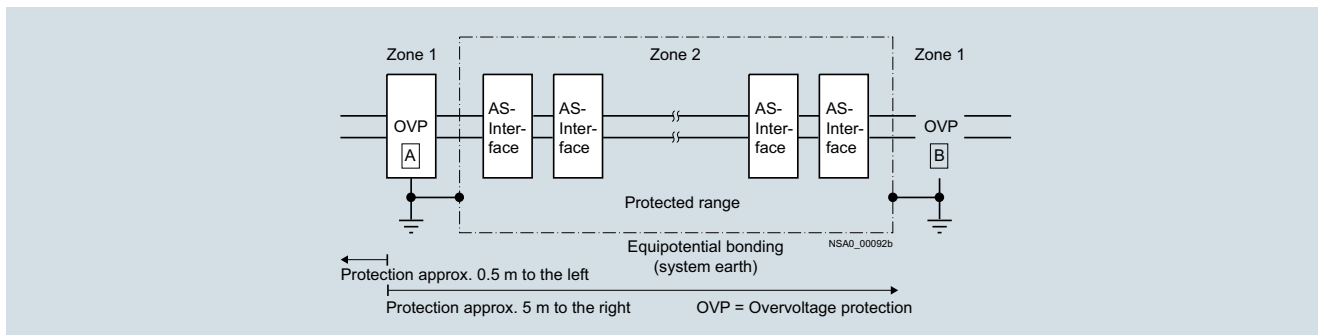 Zone 1
Zone 2
Zone 1
OVP
A
AS-
Inter-
face
AS-
Inter-
face
AS-
Inter-
face
AS-
Inter-
face
OVP
B
Protected range
Equipotential bonding
(system earth)
NSA0_00092b
Protection approx. 0.5 m to the left
Protection approx. 5 m to the right
OVP = Overvoltage protection